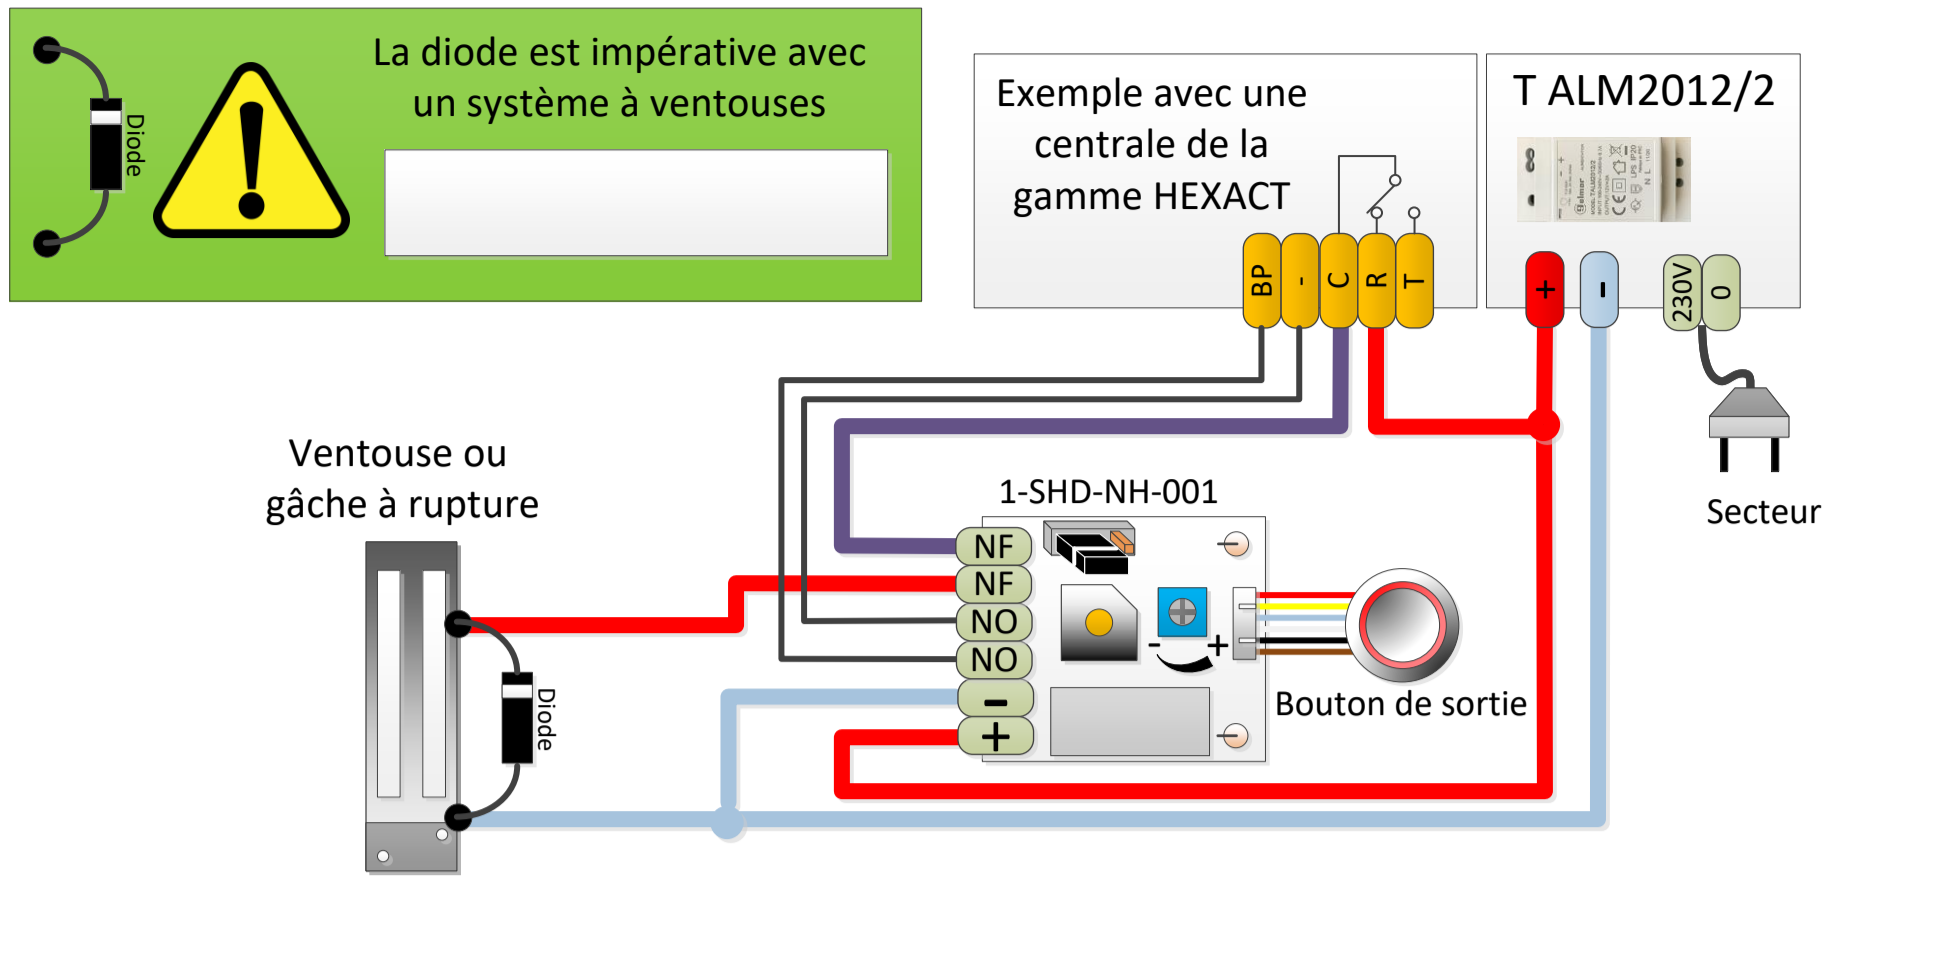 La diode est impérative avec
un système à ventouses
Diode
Exemple avec une
centrale de la
gamme HEXACT
BP
-
C
R
T
T ALM2012/2
+
-
230V
0
Secteur
Ventouse ou
gâche à rupture
Diode
1-SHD-NH-001
NF
NF
NO
NO
-
+
- +
Bouton de sortie